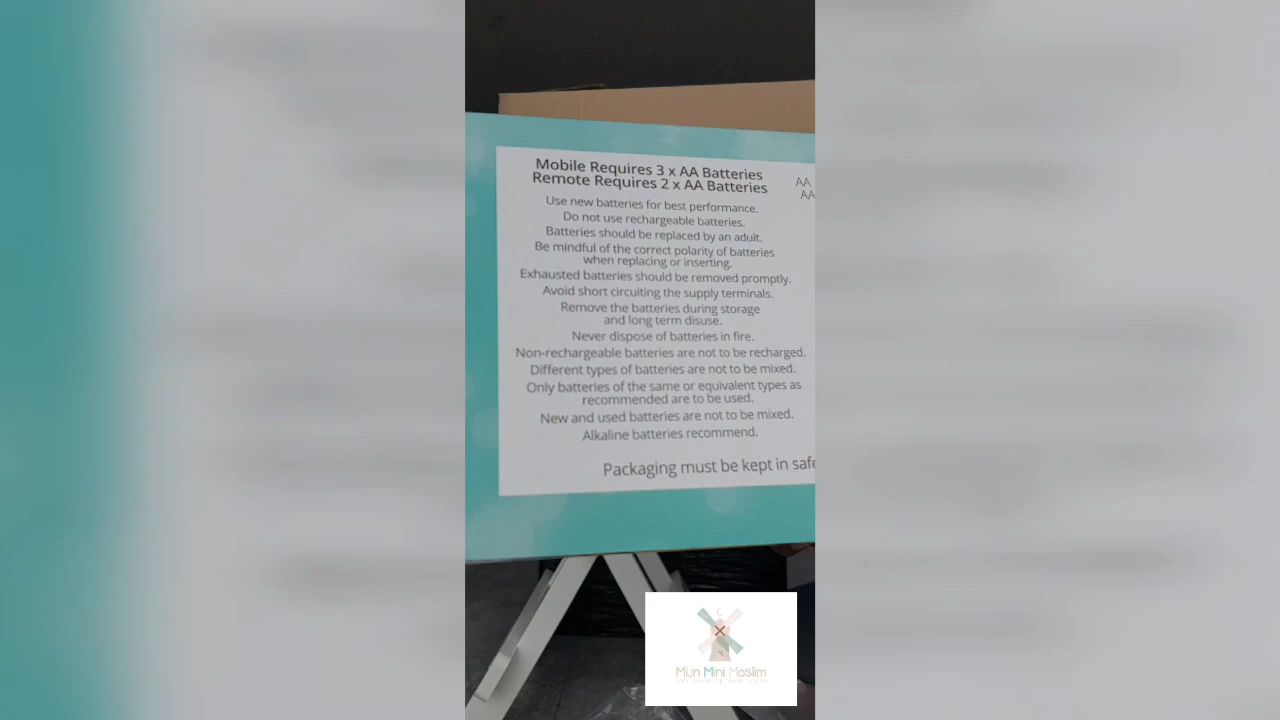 Mobile Requires 3 x AA Batteries
Remote Requires 2 x AA Batteries
Use new batteries for best performance.
Do not use rechargeable batteries.
Batteries should be replaced by an adult.
Be mindful of the correct polarity of batteries
when replacing or inserting.
Exhausted batteries should be removed promptly.
Avoid short circuiting the supply terminals.
Remove the batteries during storage
and long term disuse.
Never dispose of batteries in fire.
Non-rechargeable batteries are not to be recharged.
Different types of batteries are not to be mixed.
Only batteries of the same or equivalent types as
recommended are to be used.
New and used batteries are not to be mixed.
Alkaline batteries recommend.
Packaging must be kept in safe
AA
AA
Mijn Mini Moslim